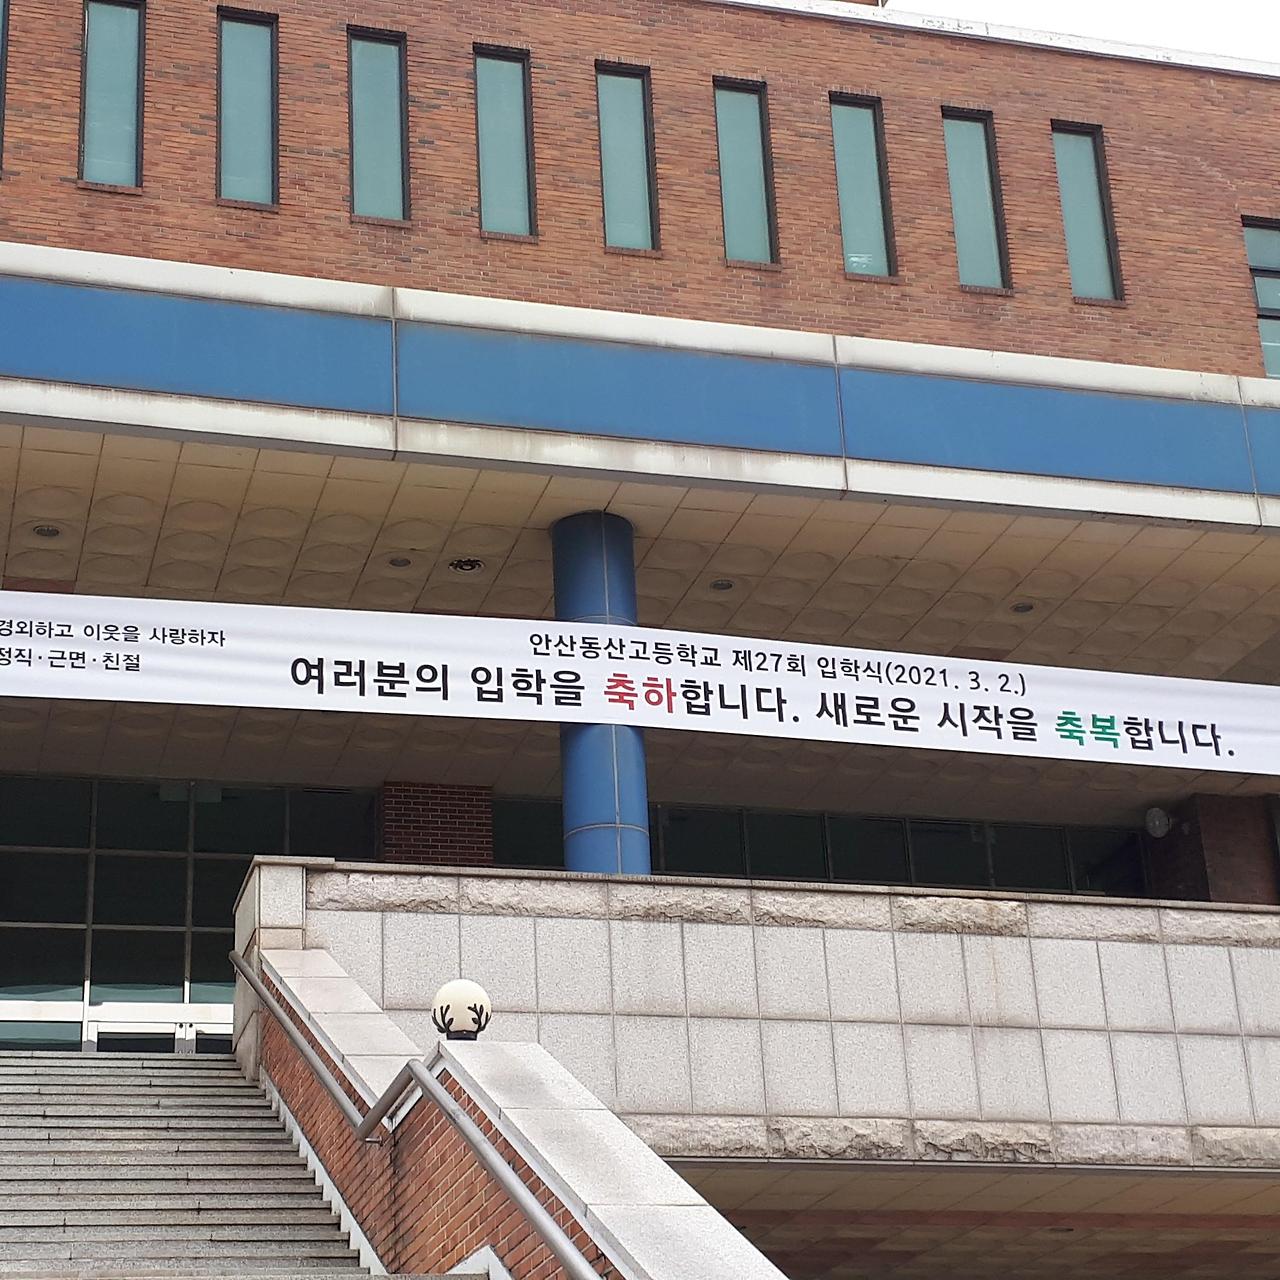 경외하고 이웃을 사랑하자
정직·근면·친절
안산동산고등학교 제27회 입학식(2021. 3. 2.)
여러분의 입학을 축하합니다. 새로운 시작을 축복합니다.